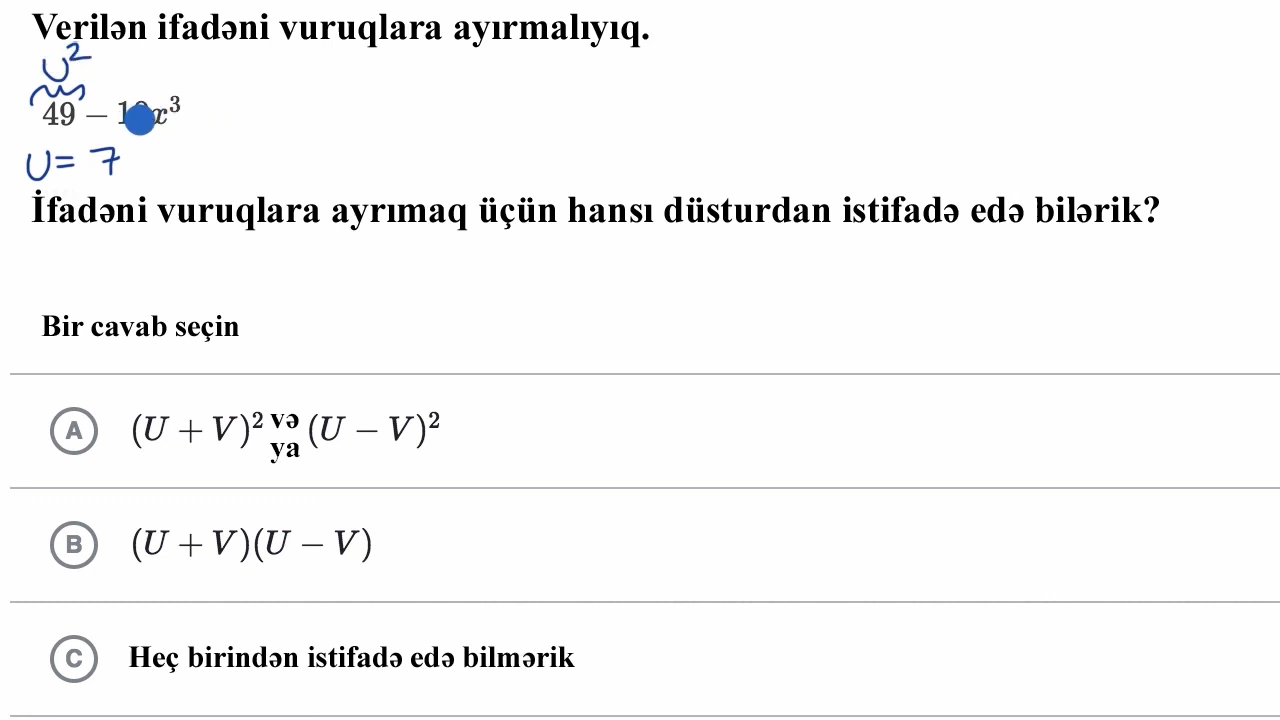 Verilən ifadəni vuruqlara ayırmalıyıq.
U²
49 − x³
U = 7
İfadəni vuruqlara ayrımaq üçün hansı düsturdan istifadə edə bilərik?
Bir cavab seçin
A (U + V)² və ya (U − V)²
B (U + V)(U − V)
C Heç birindən istifadə edə bilmərik